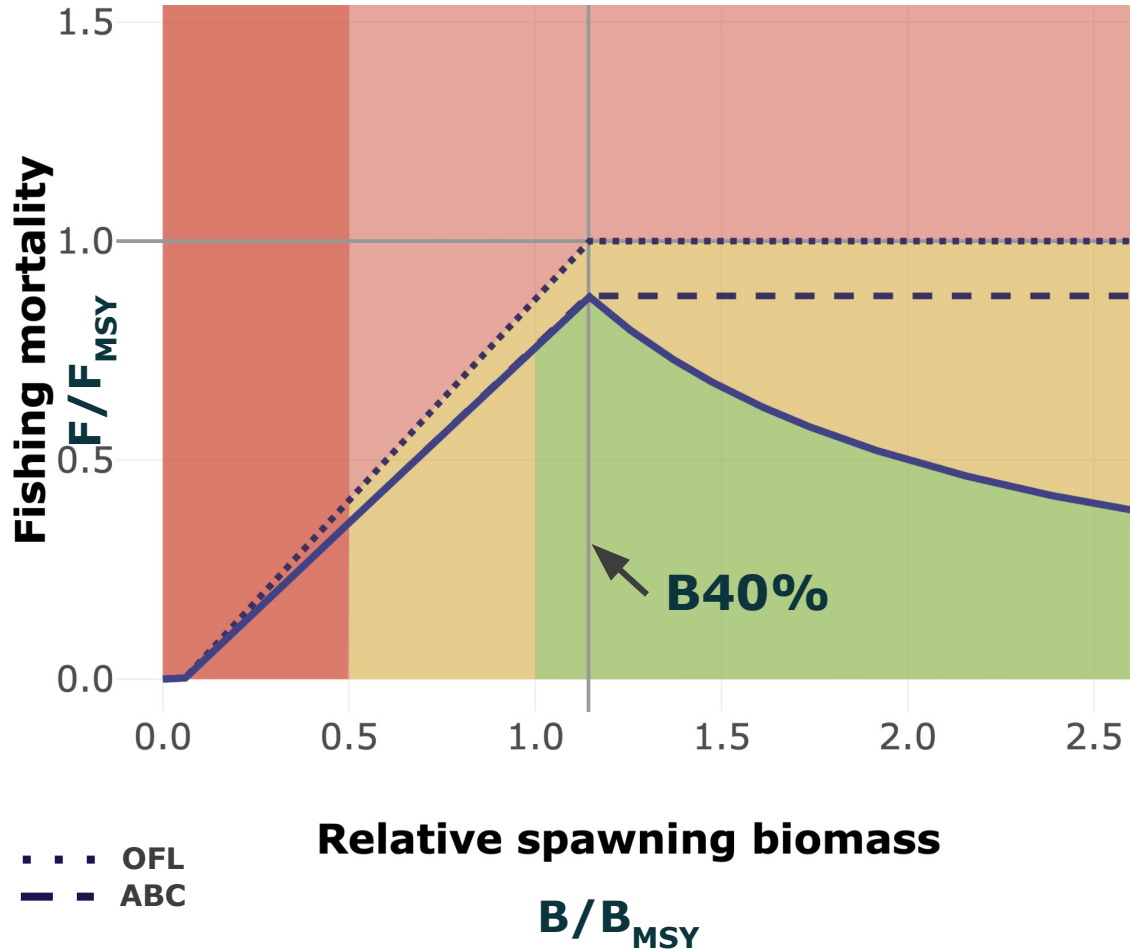 1.5
1.0
0.5
0.0
Fishing mortality
F/FMSY
B40%
0.0 0.5 1.0 1.5 2.0 2.5
Relative spawning biomass
B/BMSY
OFL
ABC